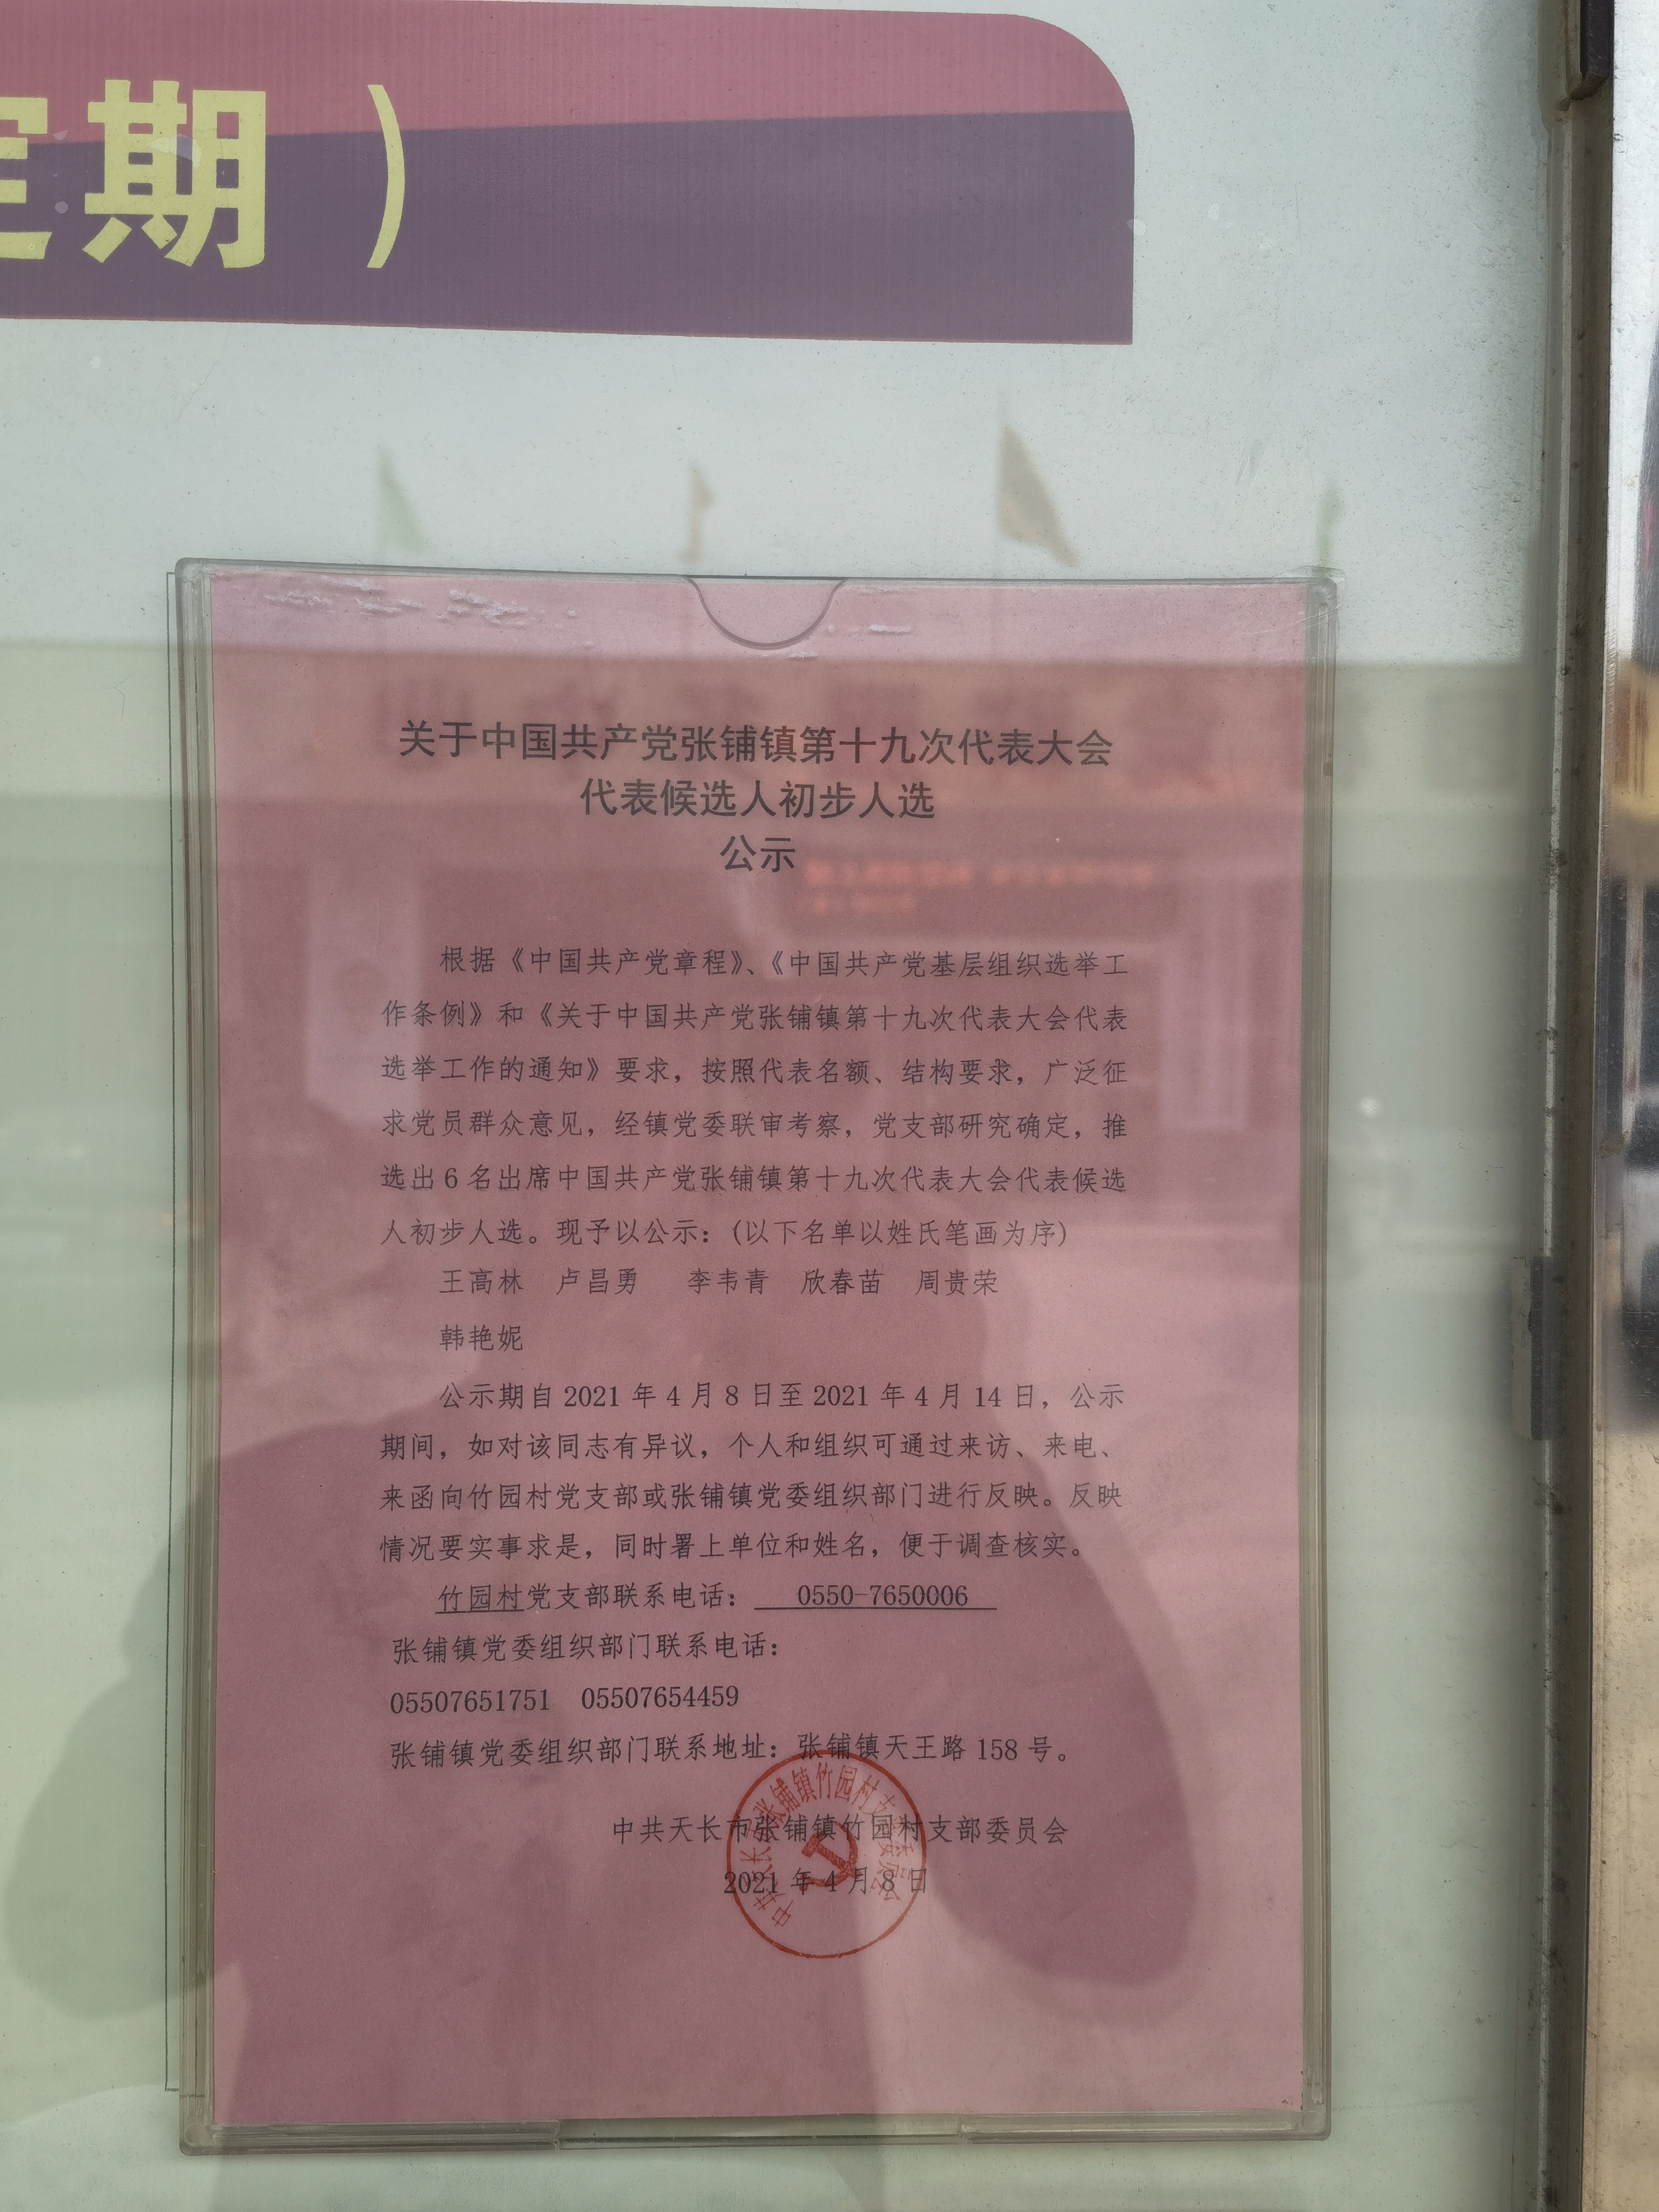 期）
关于中国共产党张铺镇第十九次代表大会
代表候选人初步人选
公示
根据《中国共产党章程》、《中国共产党基层组织选举工
作条例》和《关于中国共产党张铺镇第十九次代表大会代表
选举工作的通知》要求，按照代表名额、结构要求，广泛征
求党员群众意见，经镇党委联审考察，党支部研究确定，推
选出6名出席中国共产党张铺镇第十九次代表大会代表候选
人初步人选。现予以公示：(以下名单以姓氏笔画为序)
王高林 卢昌勇 李韦青 欣春苗 周贵荣
韩艳妮
公示期自2021年4月8日至2021年4月14日，公示
期间，如对该同志有异议，个人和组织可通过来访、来电、
来函向竹园村党支部或张铺镇党委组织部门进行反映。反映
情况要实事求是，同时署上单位和姓名，便于调查核实。
竹园村党支部联系电话： 0550-7650006
张铺镇党委组织部门联系电话：
05507651751 05507654459
张铺镇党委组织部门联系地址：张铺镇天王路158号。
中共天长市张铺镇竹园村支部委员会
2021年4月8日
中共天长市张铺镇竹园村支部委员会